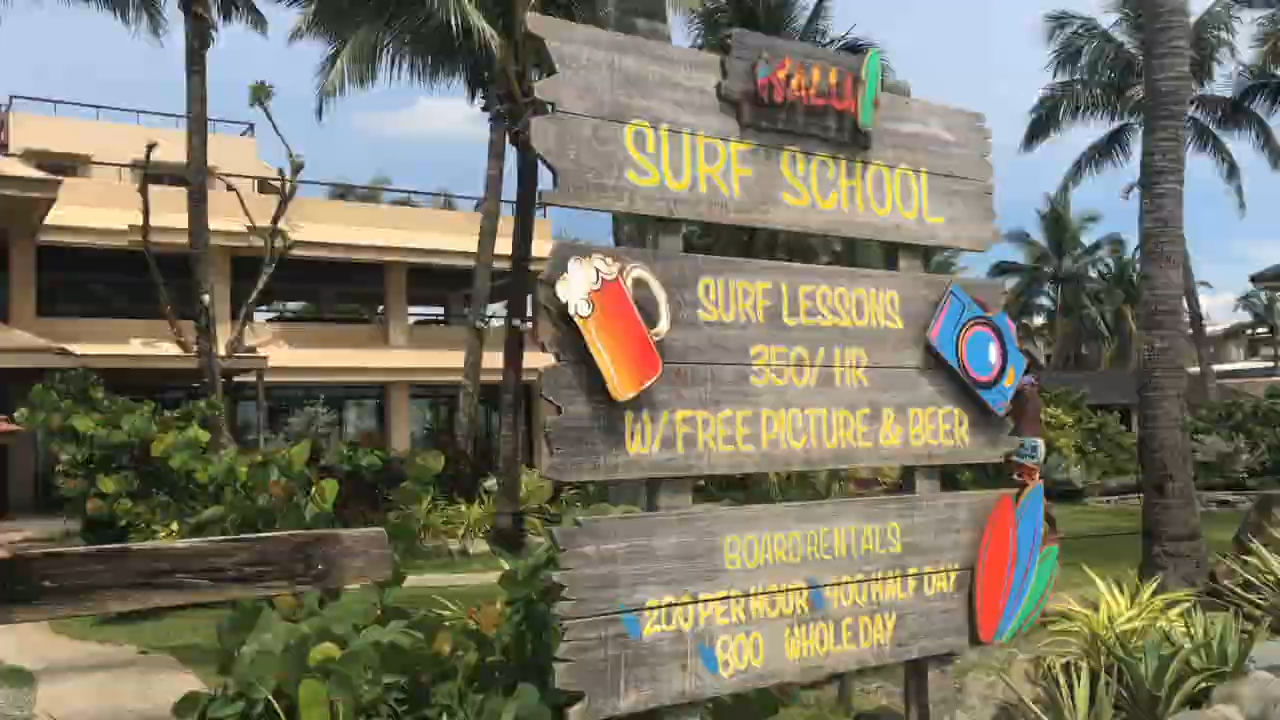 NALU
SURF SCHOOL
SURF LESSONS
350/ HR
W/ FREE PICTURE & BEER
BOARD RENTALS
200 PER HOUR 400 HALF DAY
800 WHOLE DAY